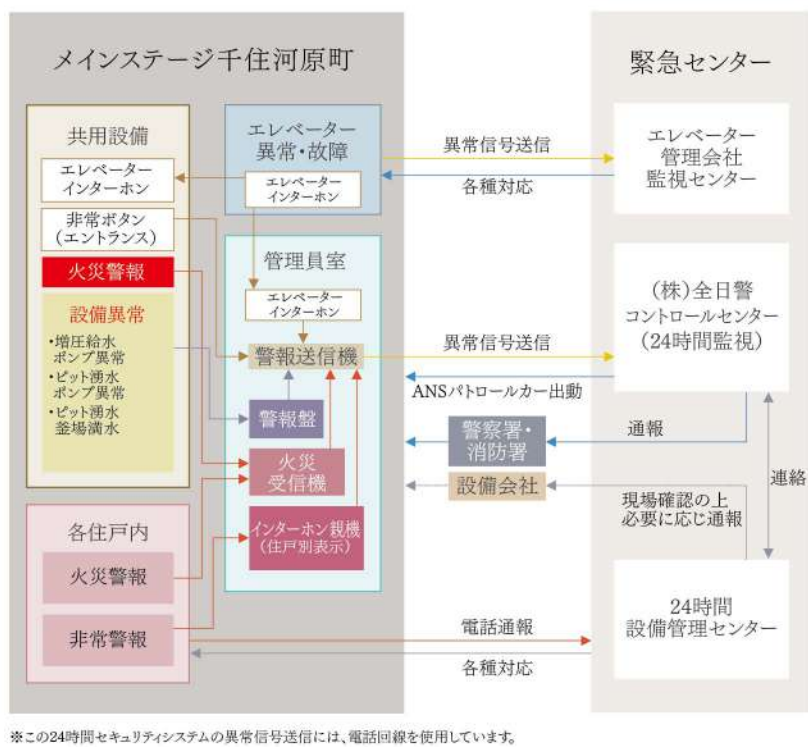 メインステージ千住河原町
共用設備
エレベーター
インターホン
非常ボタン
(エントランス)
火災警報
設備異常
・増圧給水
ポンプ異常
・ピット湧水
ポンプ異常
・ピット湧水
釜場満水
各住戸内
火災警報
非常警報
エレベーター
異常・故障
エレベーター
インターホン
管理員室
エレベーター
インターホン
警報送信機
警報盤
火災
受信機
インターホン親機
(住戸別表示)
異常信号送信
各種対応
異常信号送信
ANSパトロールカー出動
警察署・
消防署
通報
設備会社
現場確認の上
必要に応じ通報
連絡
電話通報
各種対応
緊急センター
エレベーター
管理会社
監視センター
(株)全日警
コントロールセンター
(24時間監視)
24時間
設備管理センター
※この24時間セキュリティシステムの異常信号送信には、電話回線を使用しています。